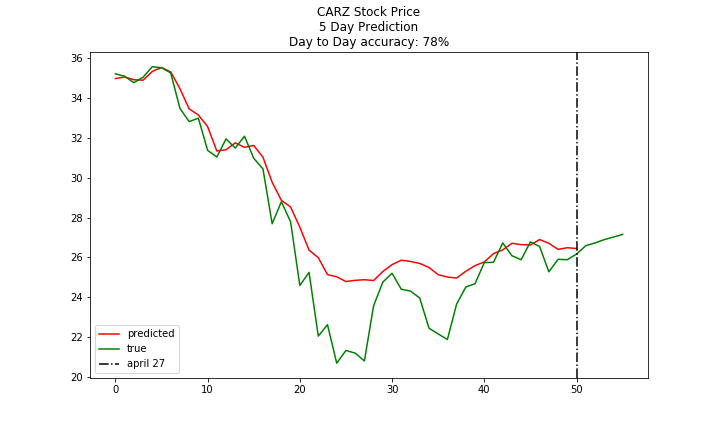 CARZ Stock Price
5 Day Prediction
Day to Day accuracy: 78%
36
34
32
30
28
26
24
22
20
predicted
true
april 27
0
10
20
30
40
50